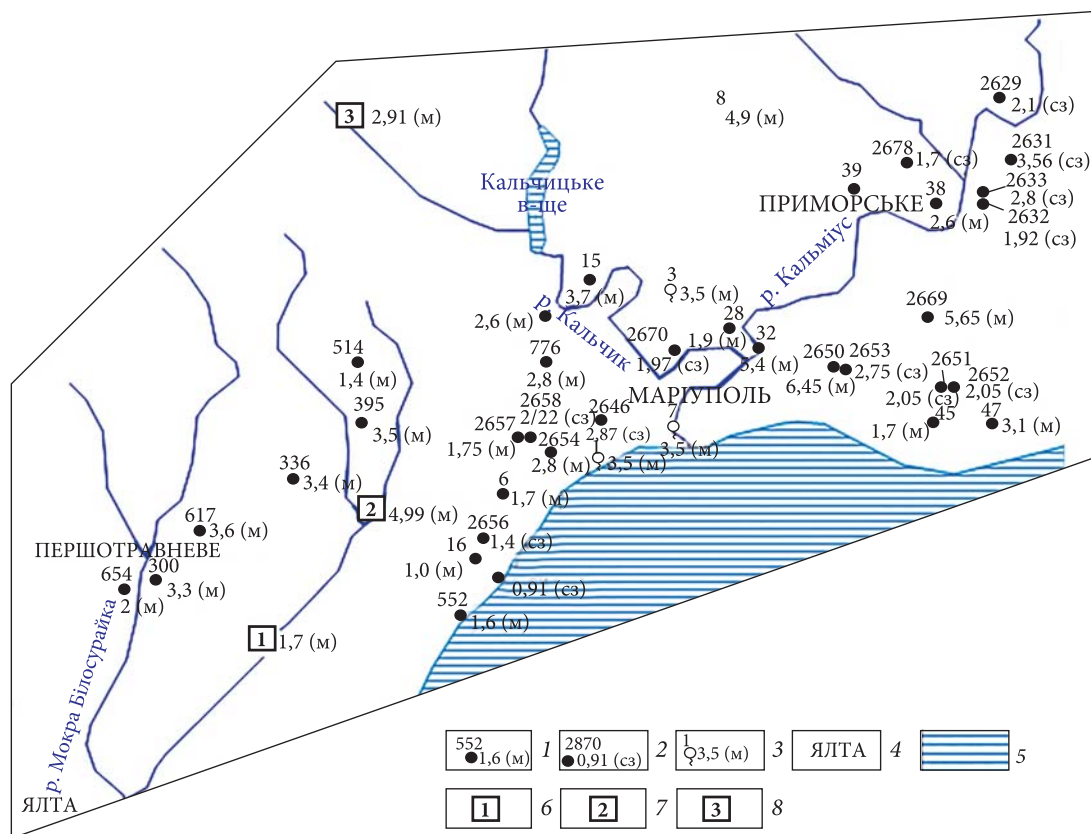 2629
2,1 (сз)
8
4,9 (м)
3
2,91 (м)
2678
1,7 (сз)
2631
3,56 (сз)
39
2633
2,8 (сз)
Кальчицьке
в-ще
ПРИМОРСЬКЕ
38
2,6 (м)
2632
1,92 (сз)
р. Кальміус
15
3,7 (м)
3
3,5 (м)
р. Кальчик
2,6 (м)
28
1,9 (м)
2669
5,65 (м)
514
1,4 (м)
776
2,8 (м)
2670
1,97 (сз)
32
5,4 (м)
2650
6,45 (м)
2653
2,75 (сз)
2651
2,05 (сз)
2652
2,05 (сз)
МАРІУПОЛЬ
395
3,5 (м)
2658
2/22 (сз)
2657
1,75 (м)
2646
2,87 (сз)
7
3,5 (м)
45
1,7 (м)
47
3,1 (м)
2654
2,8 (м)
1
3,5 (м)
336
3,4 (м)
6
1,7 (м)
2
4,99 (м)
617
3,6 (м)
2656
1,4 (сз)
ПЕРШОТРАВНЕВЕ
16
1,0 (м)
654
2 (м)
300
3,3 (м)
0,91 (сз)
552
1,6 (м)
1
1,7 (м)
р. Мокра Білосурайка
ЯЛТА
552
1,6 (м)
1
2870
0,91 (сз)
2
1
3,5 (м)
3
ЯЛТА
4
5
1
6
2
7
3
8